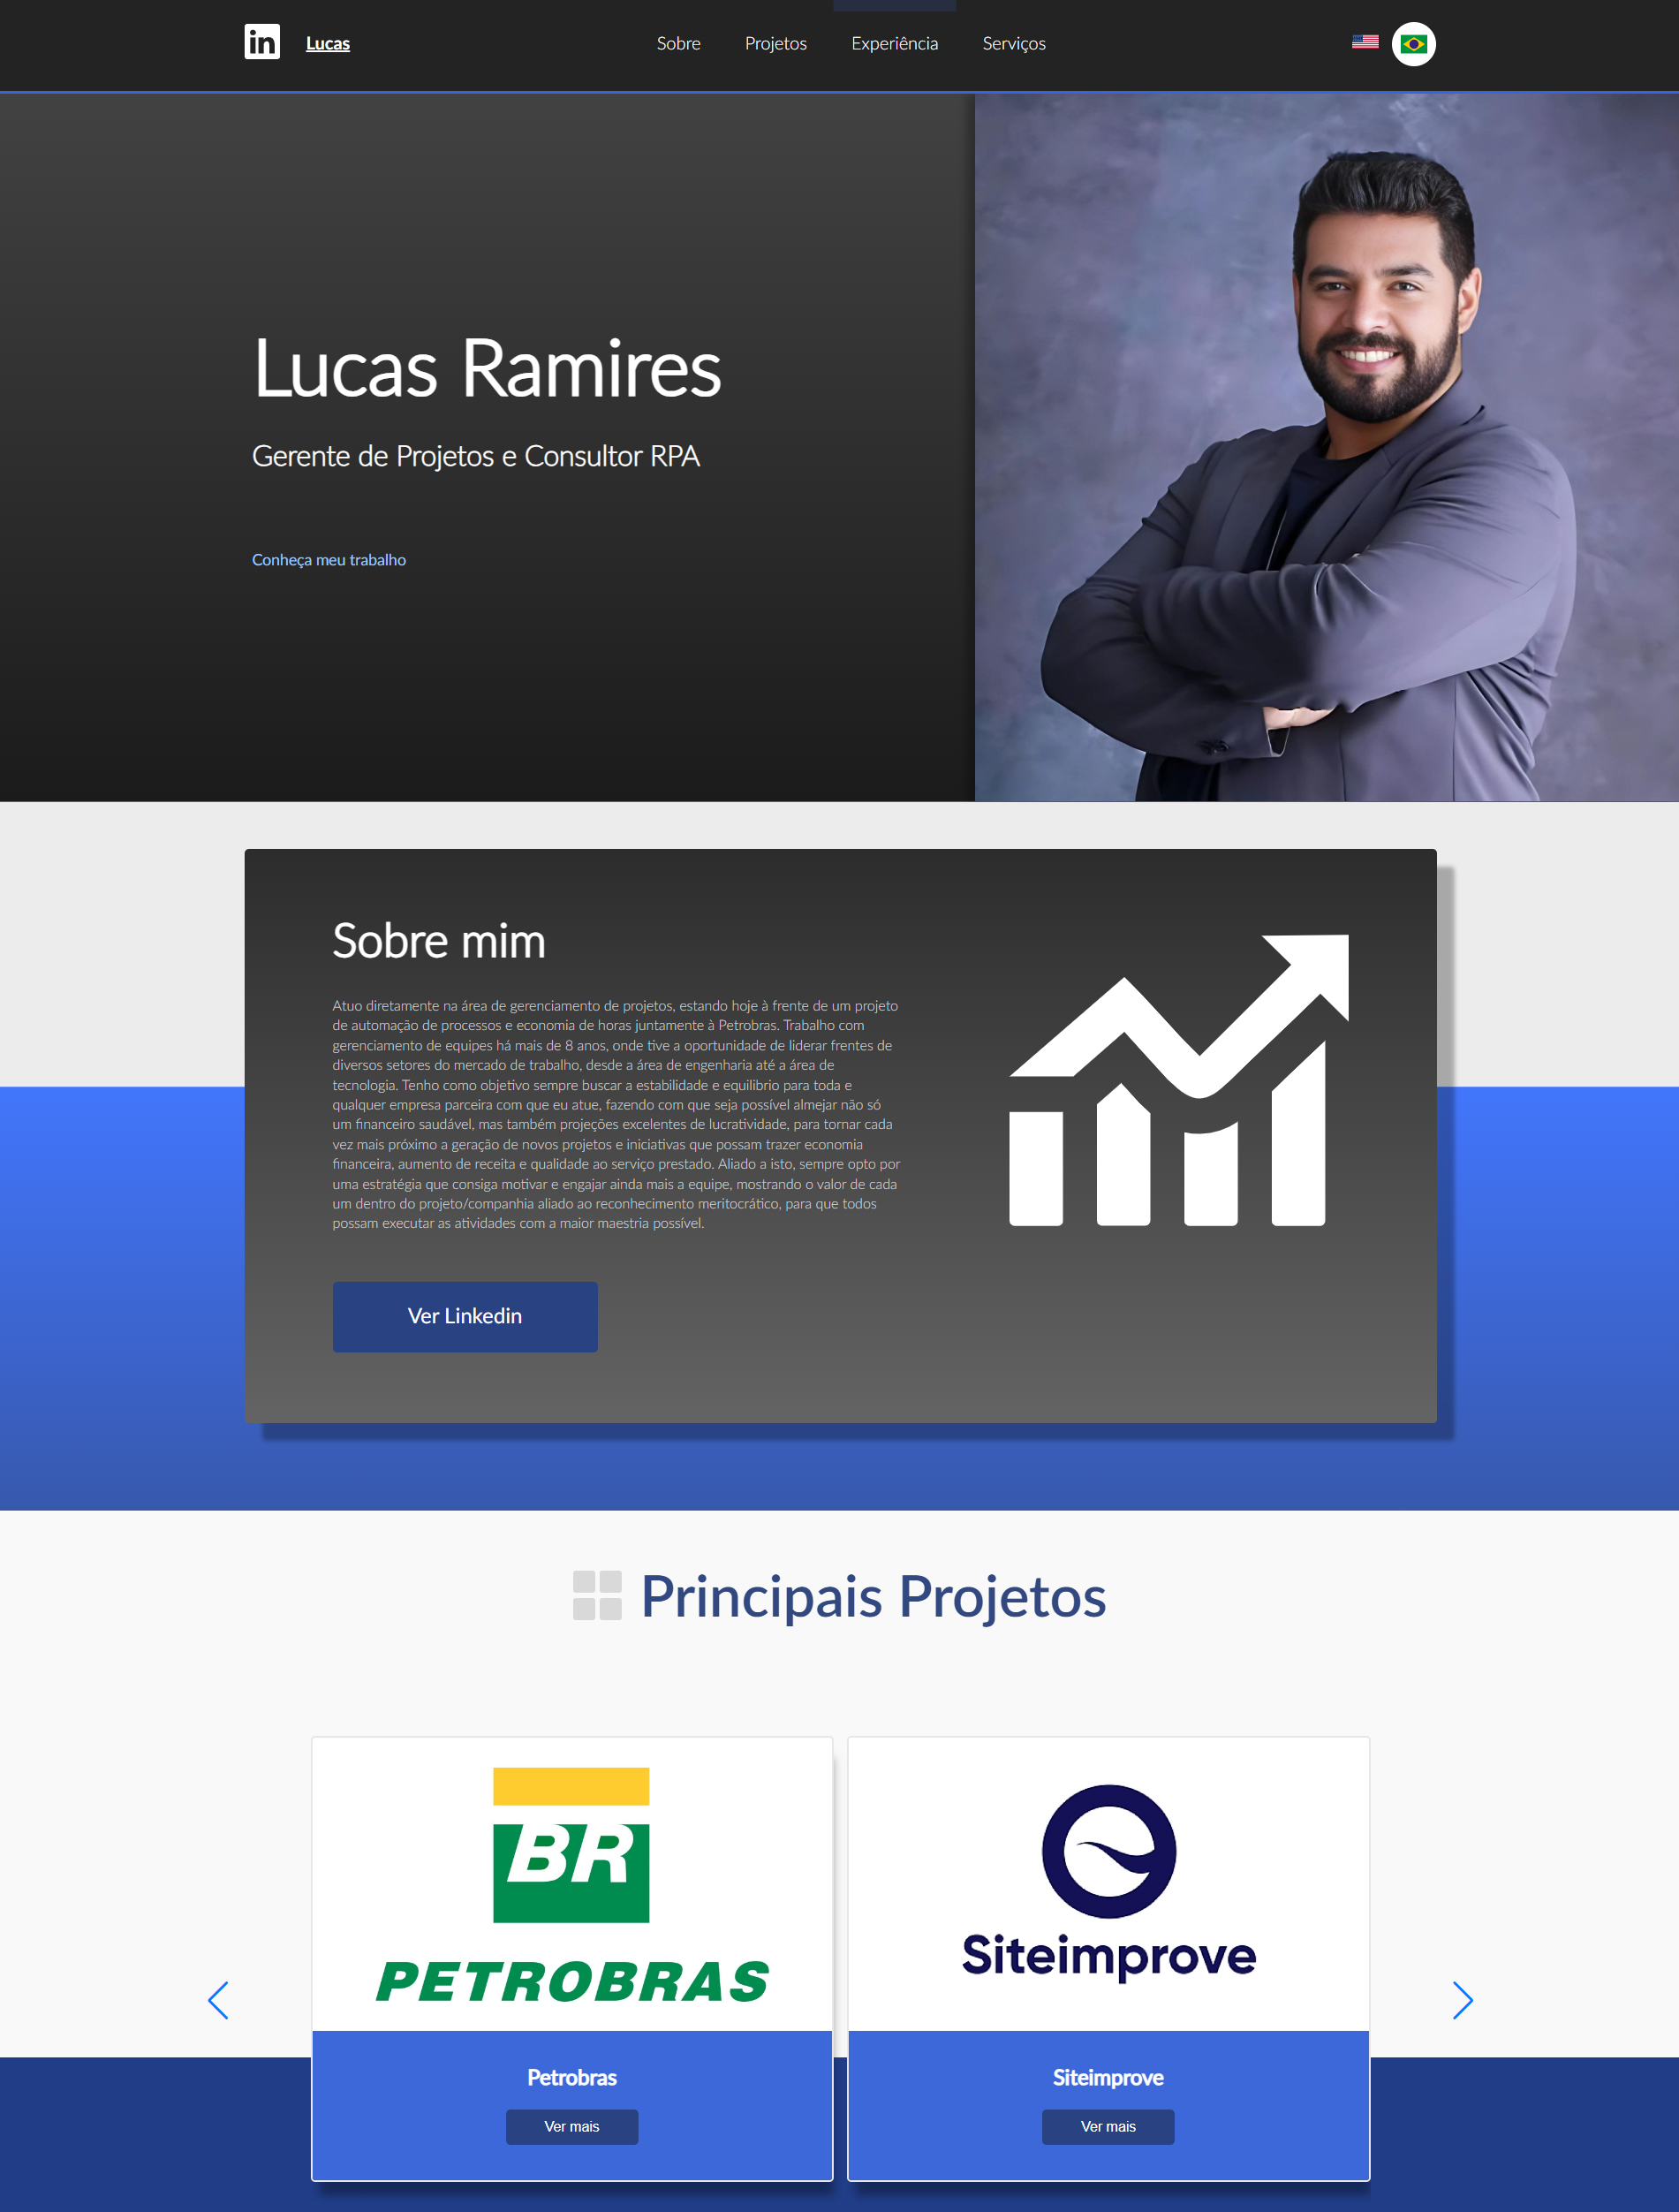 in
Lucas
Sobre
Projetos
Experiência
Serviços
Lucas Ramires
Gerente de Projetos e Consultor RPA
Conheça meu trabalho
Sobre mim
Atuo diretamente na área de gerenciamento de projetos, estando hoje à frente de um projeto
de automação de processos e economia de horas juntamente à Petrobras. Trabalho com
gerenciamento de equipes há mais de 8 anos, onde tive a oportunidade de liderar frentes de
diversos setores do mercado de trabalho, desde a área de engenharia até a área de
tecnologia. Tenho como objetivo sempre buscar a estabilidade e equilíbrio para toda e
qualquer empresa parceira com que eu atue, fazendo com que seja possível almejar não só
um financeiro saudável, mas também projeções excelentes de lucratividade, para tornar cada
vez mais próximo a geração de novos projetos e iniciativas que possam trazer economia
financeira, aumento de receita e qualidade ao serviço prestado. Aliado a isto, sempre opto por
uma estratégia que consiga motivar e engajar ainda mais a equipe, mostrando o valor de cada
um dentro do projeto/companhia aliado ao reconhecimento meritocrático, para que todos
possam executar as atividades com a maior maestria possível.
Ver Linkedin
Principais Projetos
BR
PETROBRAS
Petrobras
Ver mais
Siteimprove
Siteimprove
Ver mais